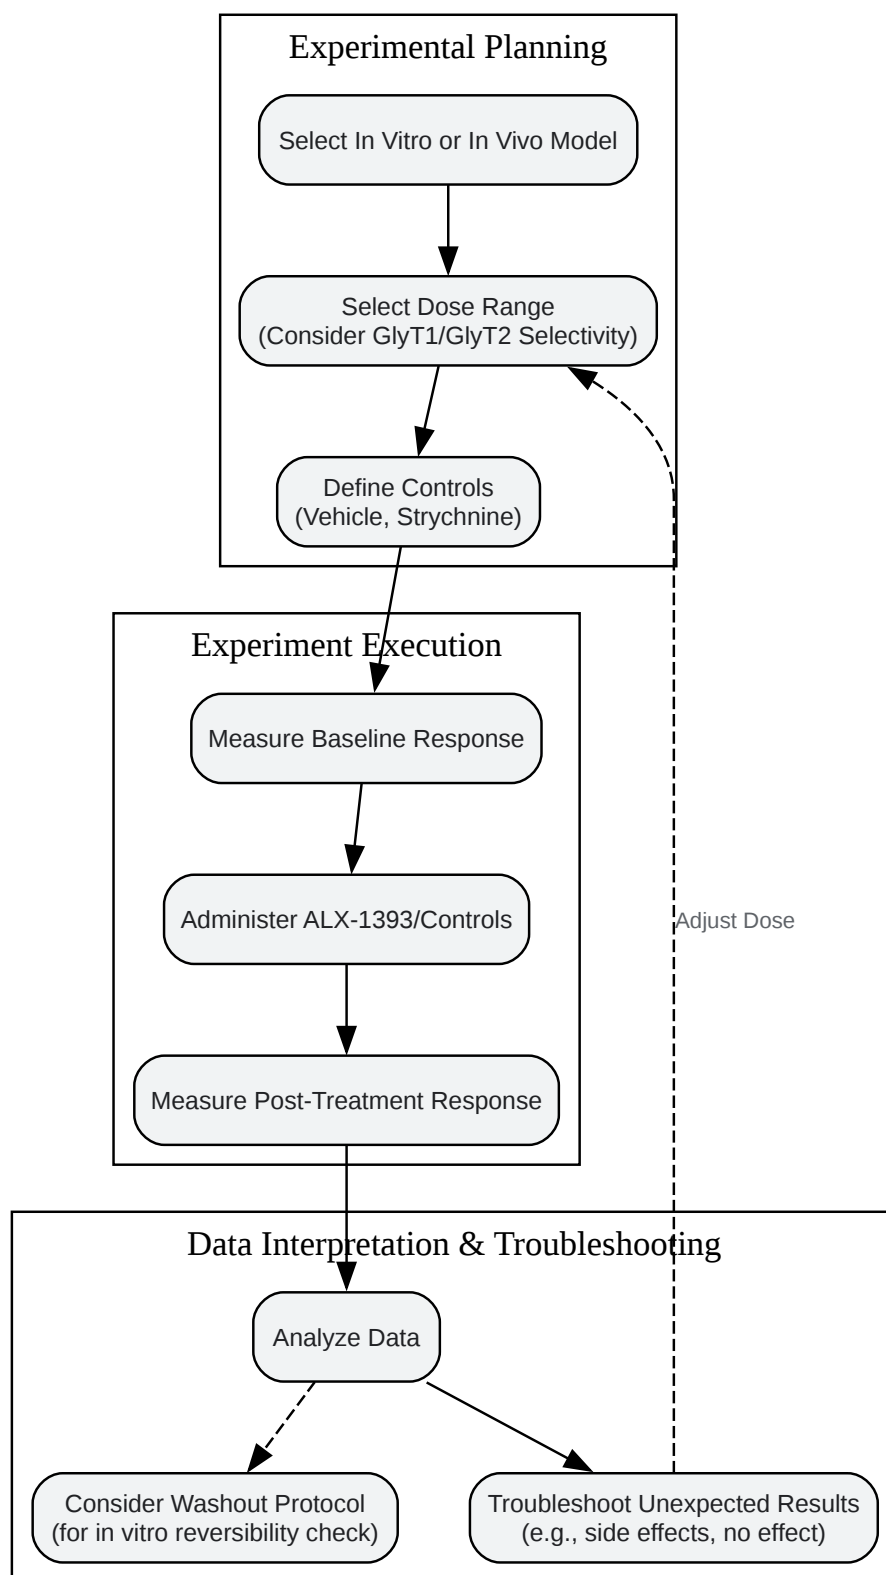 Experimental Planning
Select In Vitro or In Vivo Model
Select Dose Range
(Consider GlyT1/GlyT2 Selectivity)
Define Controls
(Vehicle, Strychnine)
Experiment Execution
Measure Baseline Response
Administer ALX-1393/Controls
Adjust Dose
Measure Post-Treatment Response
Data Interpretation & Troubleshooting
Analyze Data
Consider Washout Protocol
(for in vitro reversibility check)
Troubleshoot Unexpected Results
(e.g., side effects, no effect)